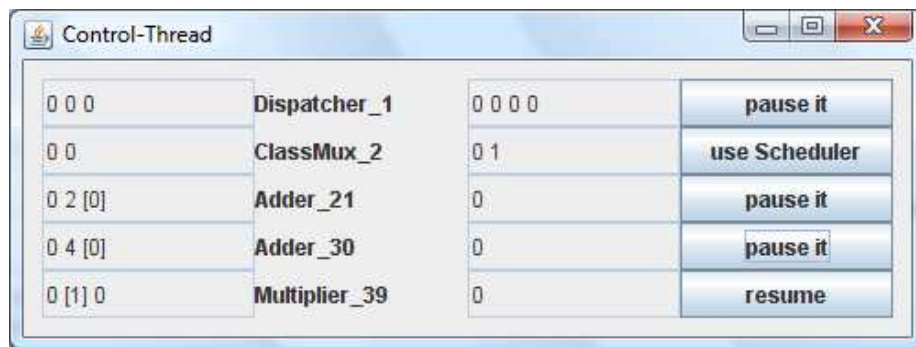 Control-Thread
0 0 0 Dispatcher_1 0 0 0 0 pause it
0 0 ClassMux_2 0 1 use Scheduler
0 2 [0] Adder_21 0 pause it
0 4 [0] Adder_30 0 pause it
0 [1] 0 Multiplier_39 0 resume